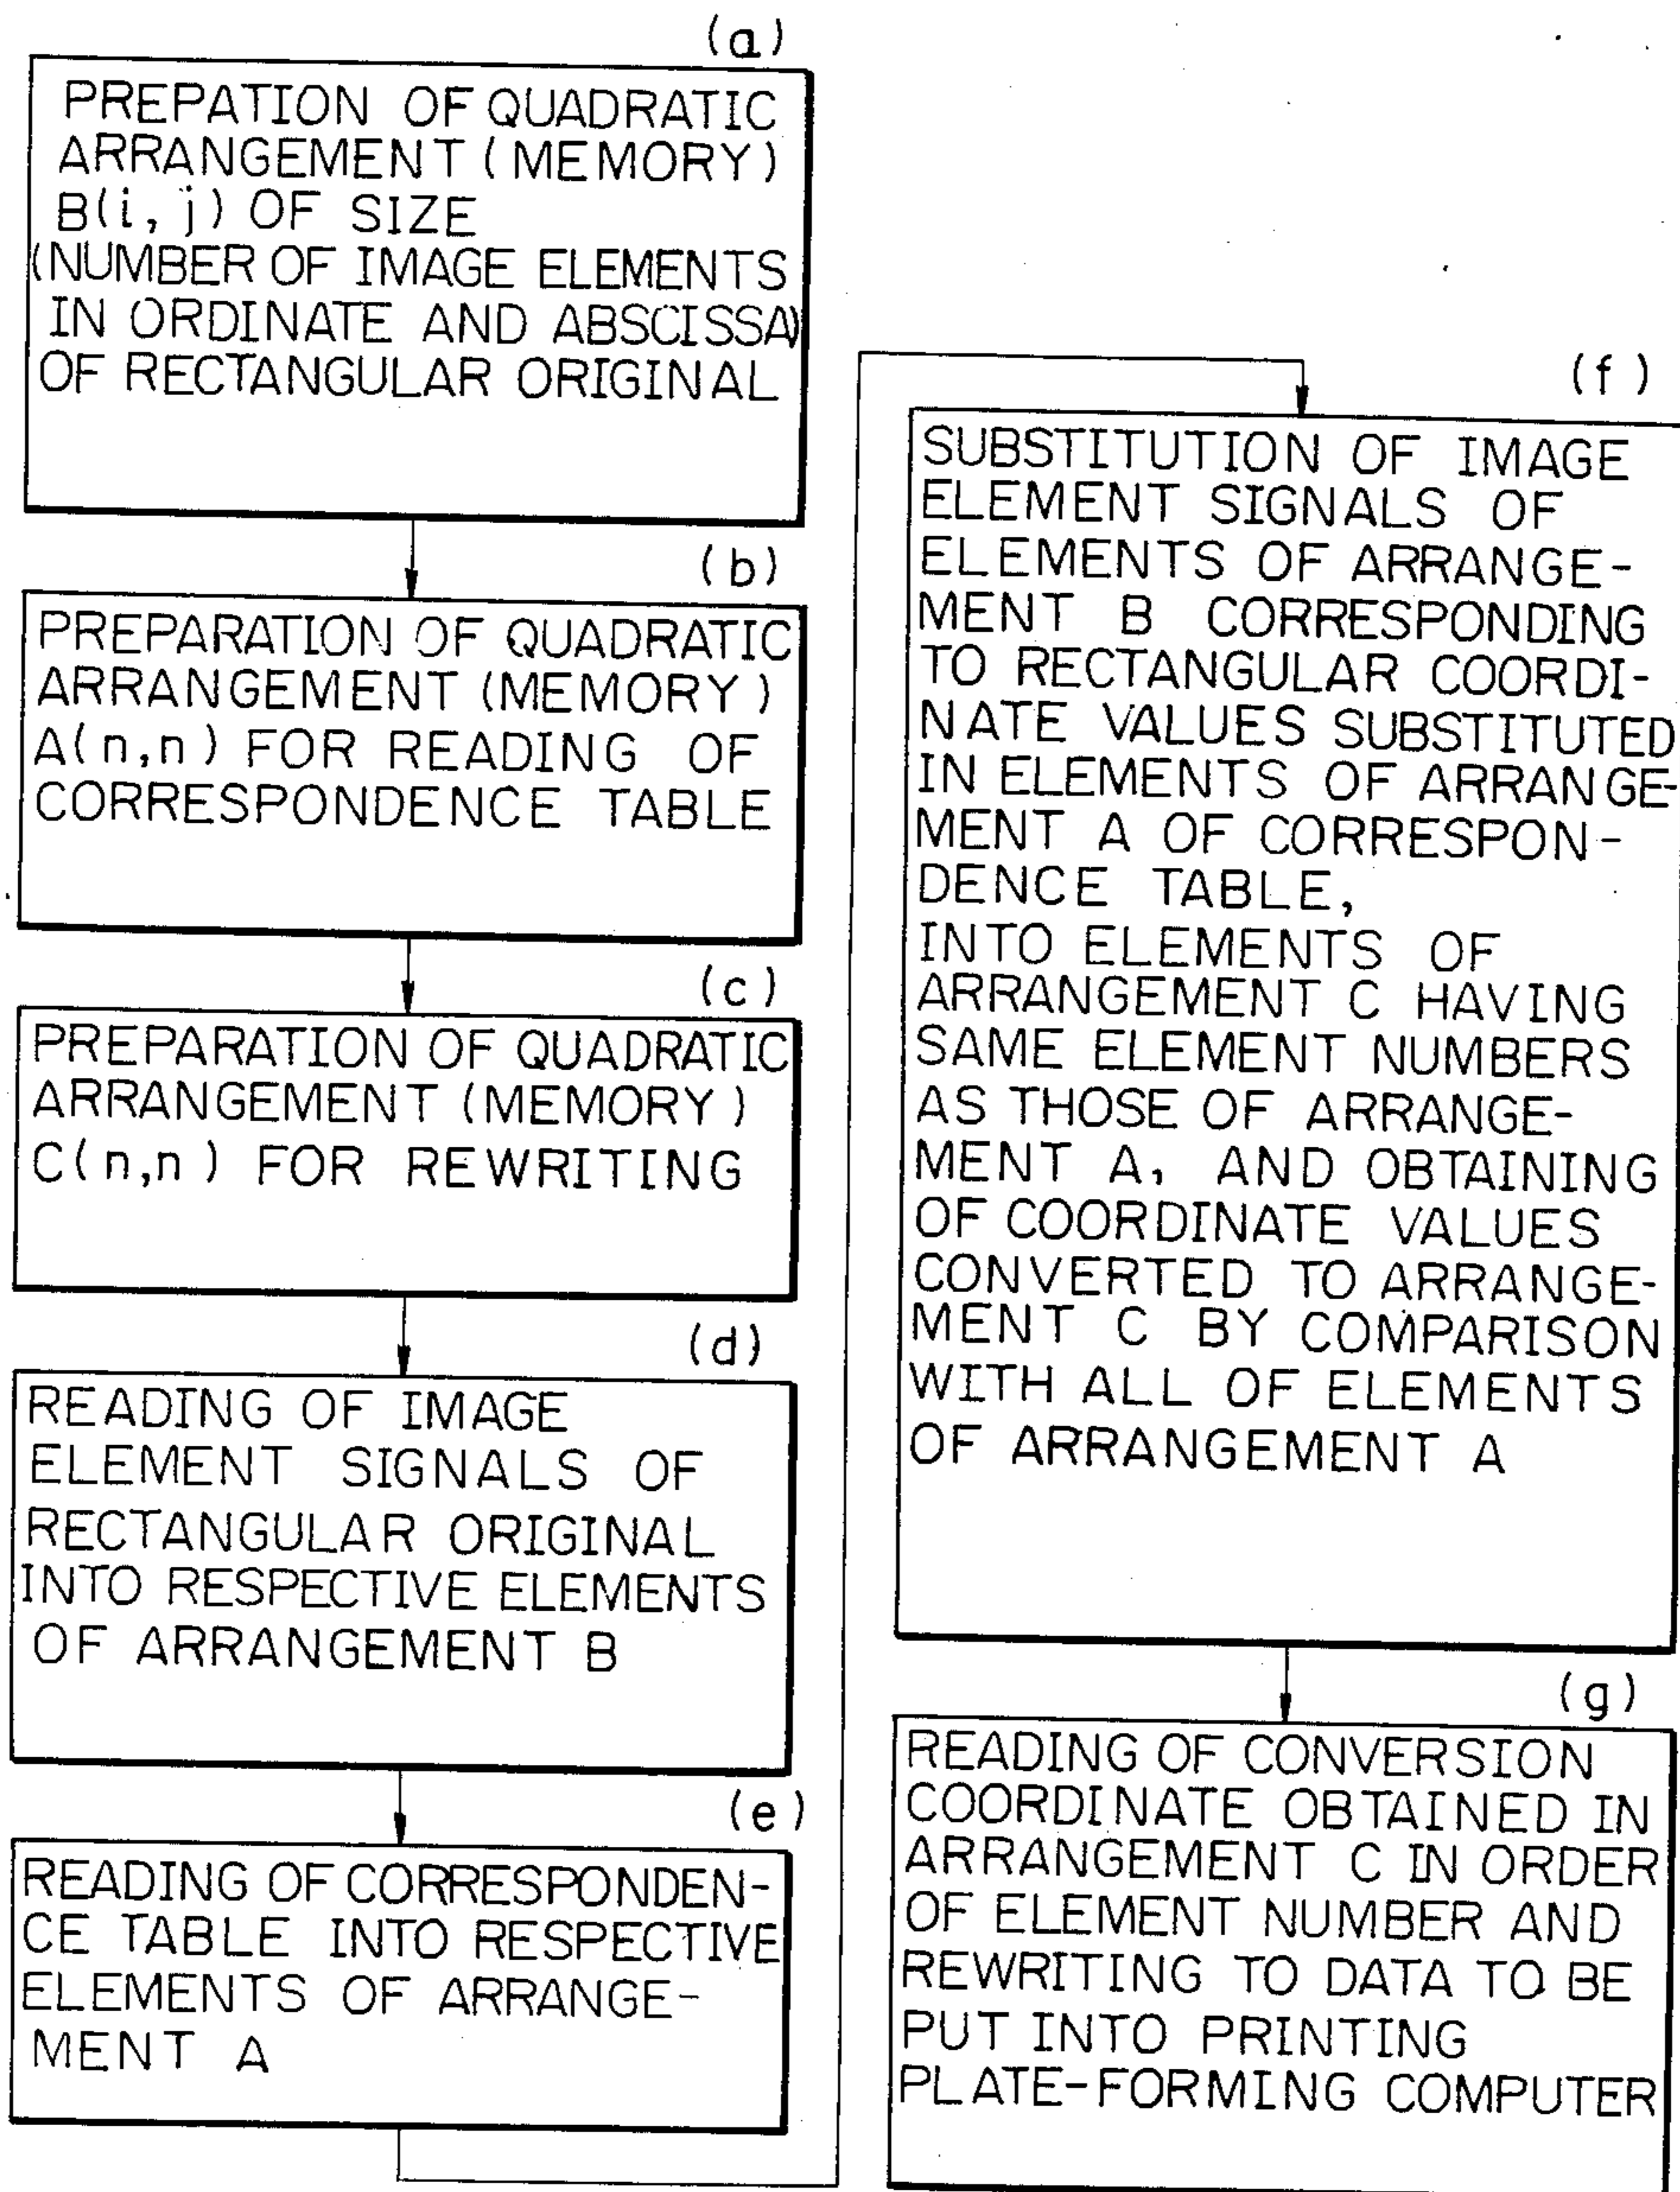 (a)
PREPATION OF QUADRATIC
ARRANGEMENT (MEMORY)
B(i, j) OF SIZE
(NUMBER OF IMAGE ELEMENTS
IN ORDINATE AND ABSCISSA)
OF RECTANGULAR ORIGINAL
(b)
PREPARATION OF QUADRATIC
ARRANGEMENT (MEMORY)
A(n,n) FOR READING OF
CORRESPONDENCE TABLE
(c)
PREPARATION OF QUADRATIC
ARRANGEMENT (MEMORY)
C(n,n) FOR REWRITING
(d)
READING OF IMAGE
ELEMENT SIGNALS OF
RECTANGULAR ORIGINAL
INTO RESPECTIVE ELEMENTS
OF ARRANGEMENT B
(e)
READING OF CORRESPONDEN-
CE TABLE INTO RESPECTIVE
ELEMENTS OF ARRANGE-
MENT A
(f)
SUBSTITUTION OF IMAGE
ELEMENT SIGNALS OF
ELEMENTS OF ARRANGE-
MENT B CORRESPONDING
TO RECTANGULAR COORDI-
NATE VALUES SUBSTITUTED
IN ELEMENTS OF ARRANGE-
MENT A OF CORRESPON-
DENCE TABLE,
INTO ELEMENTS OF
ARRANGEMENT C HAVING
SAME ELEMENT NUMBERS
AS THOSE OF ARRANGE-
MENT A, AND OBTAINING
OF COORDINATE VALUES
CONVERTED TO ARRANGE-
MENT C BY COMPARISON
WITH ALL OF ELEMENTS
OF ARRANGEMENT A
(g)
READING OF CONVERSION
COORDINATE OBTAINED IN
ARRANGEMENT C IN ORDER
OF ELEMENT NUMBER AND
REWRITING TO DATA TO BE
PUT INTO PRINTING
PLATE-FORMING COMPUTER